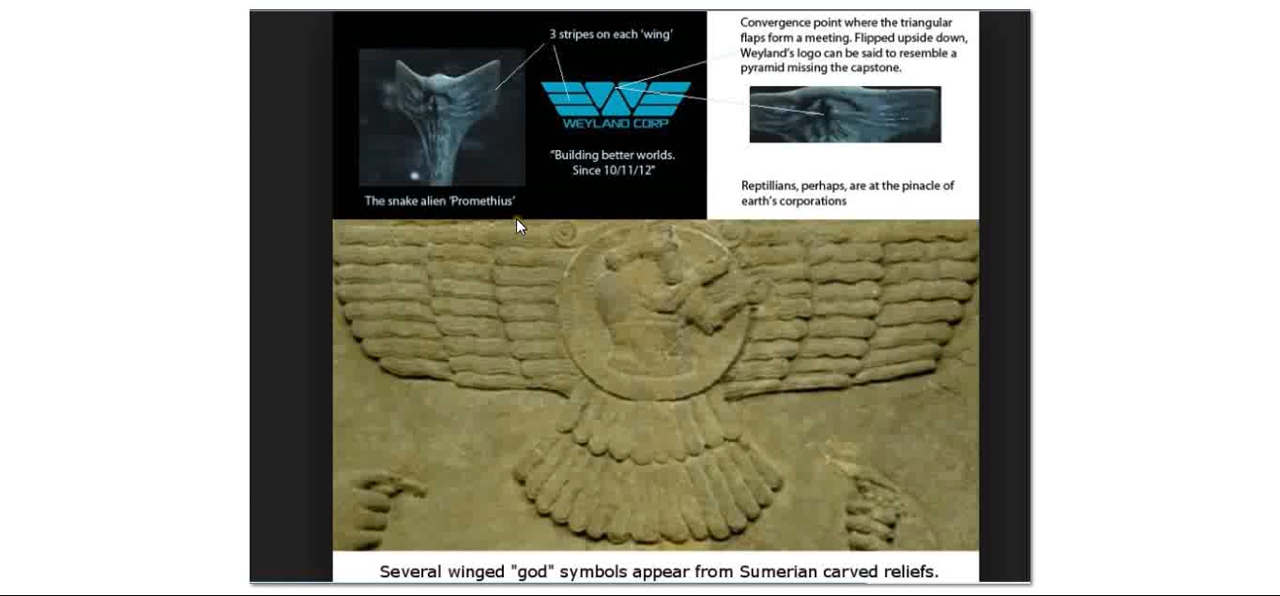 3 stripes on each 'wing'
WEYLAND CORP
"Building better worlds.
Since 10/11/12"
The snake alien 'Promethius'
Convergence point where the triangular
flaps form a meeting. Flipped upside down,
Weyland's logo can be said to resemble a
pyramid missing the capstone.
Reptillians, perhaps, are at the pinacle of
earth's corporations
Several winged "god" symbols appear from Sumerian carved reliefs.